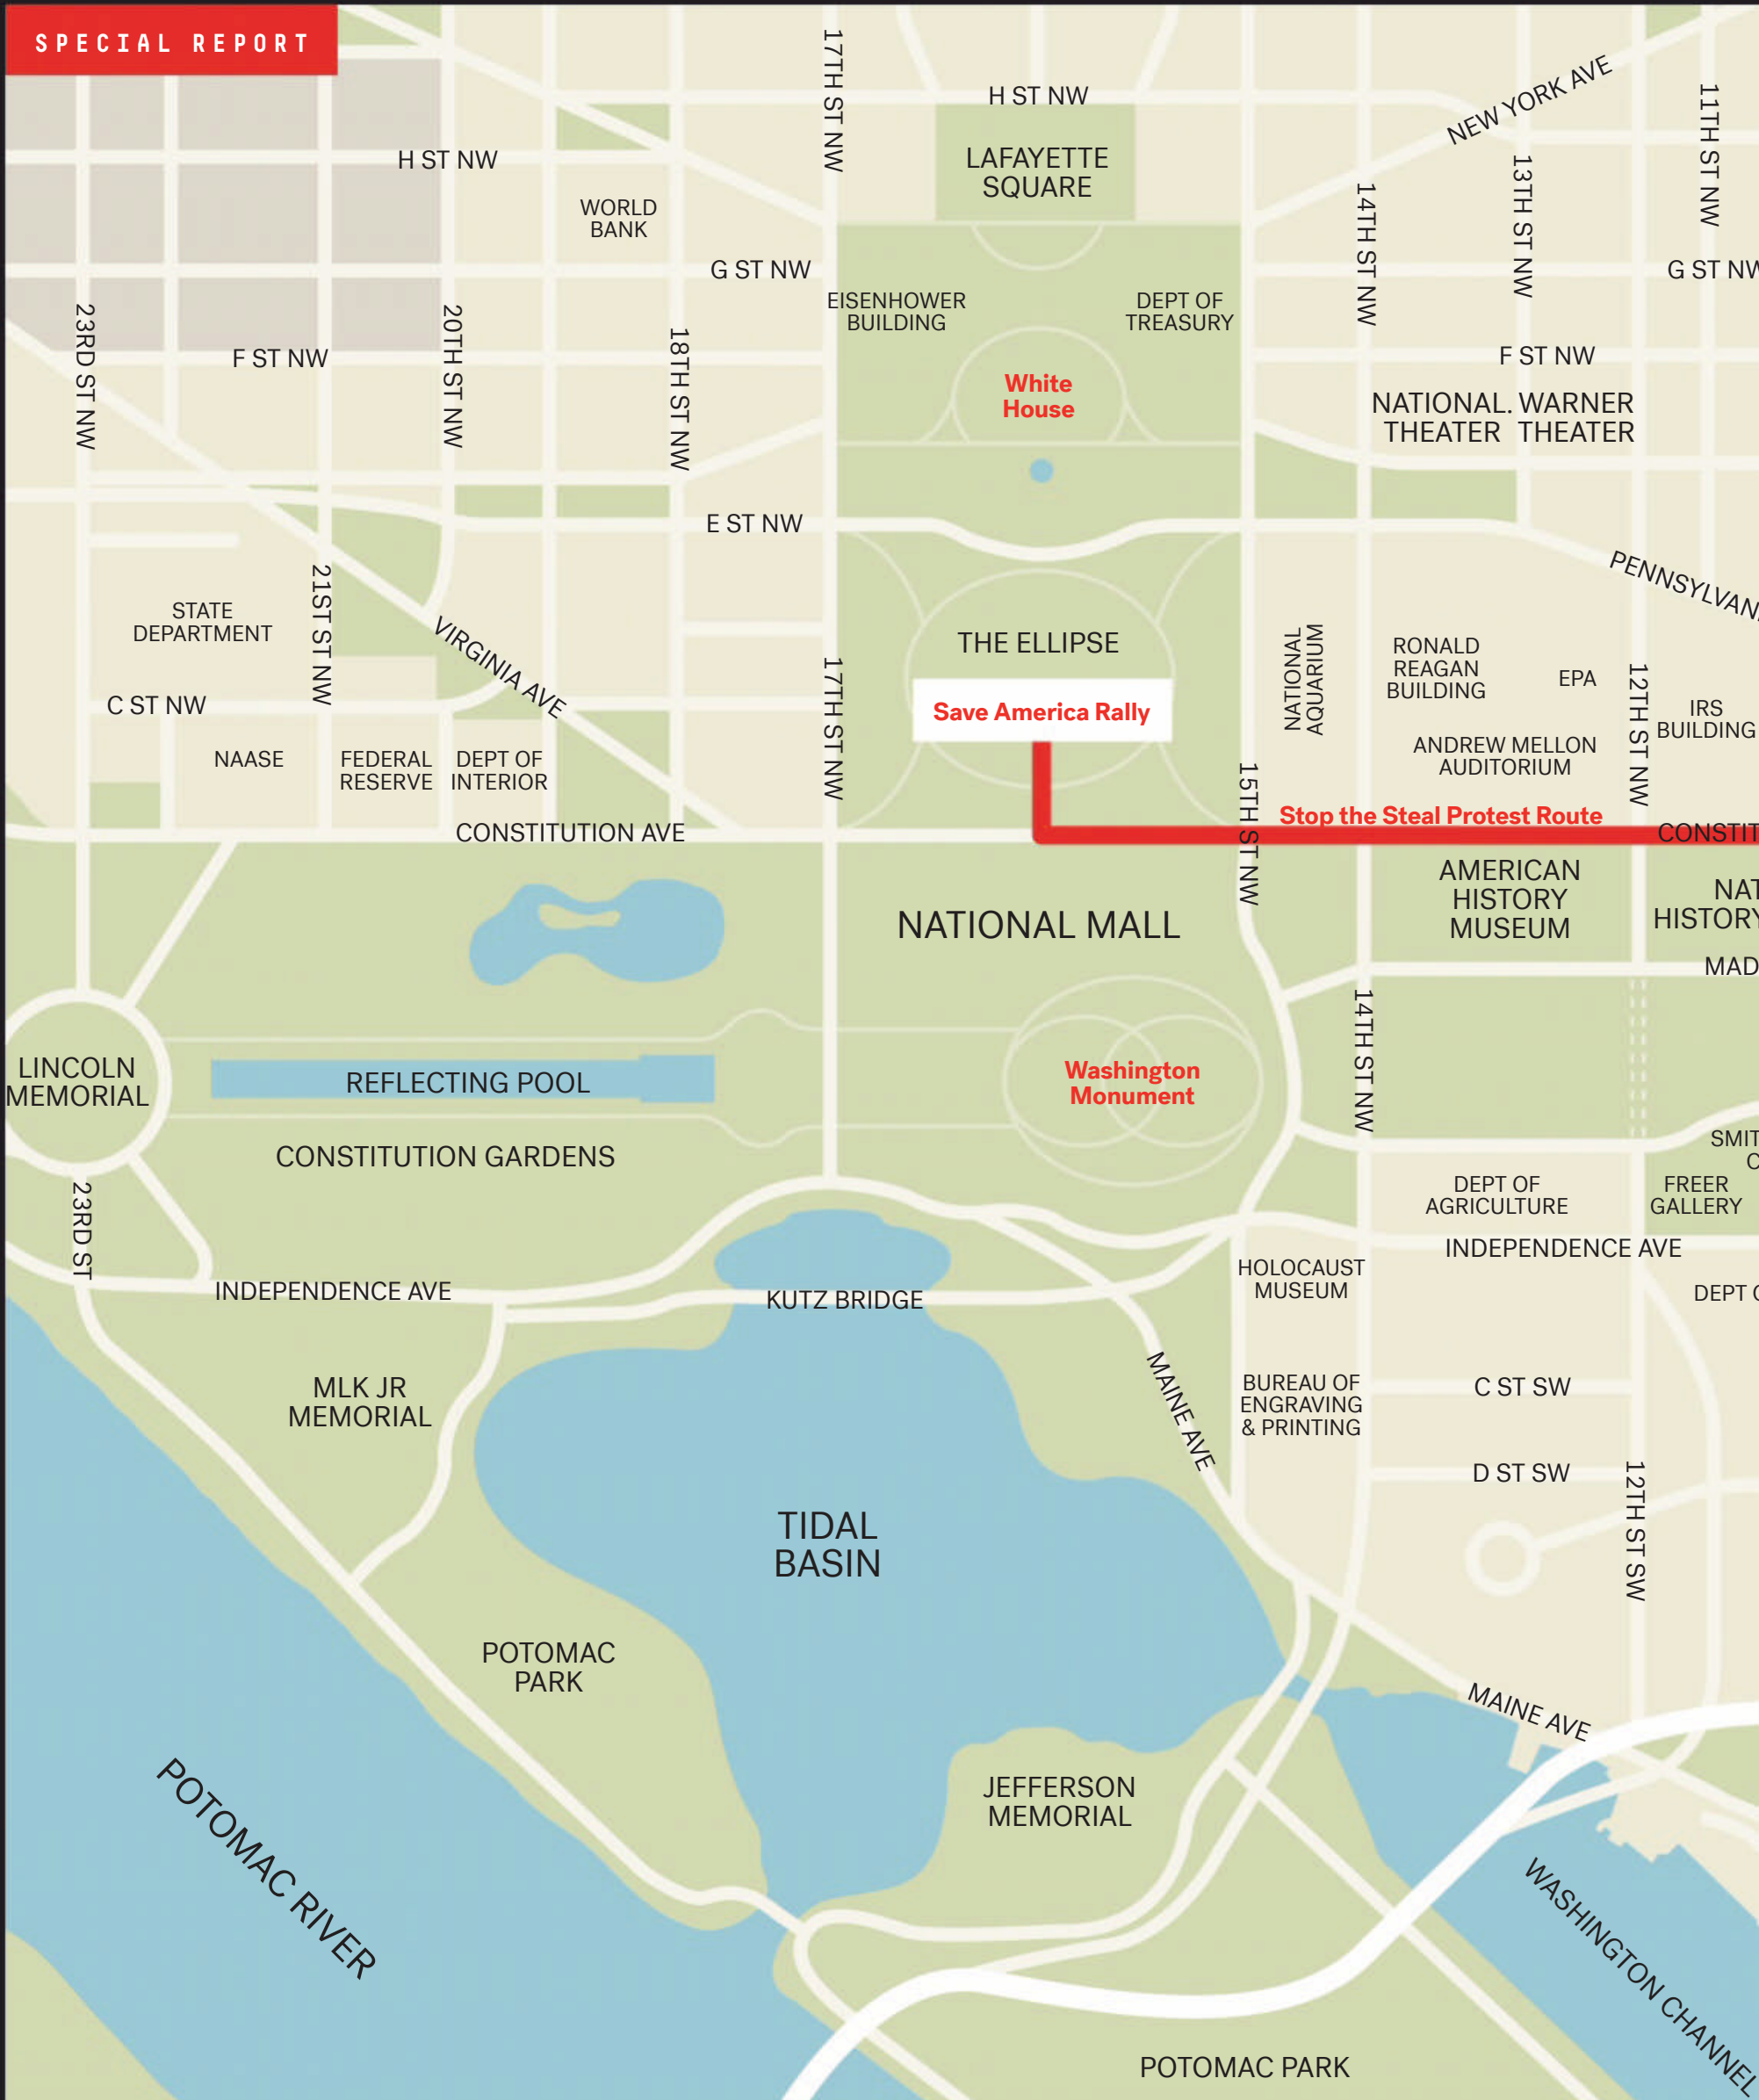 SPECIAL REPORT
17TH ST NW
H ST NW
NEW YORK AVE
11TH ST NW
H ST NW
LAFAYETTE
SQUARE
13TH ST NW
14TH ST NW
WORLD
BANK
G ST NW
G ST NW
EISENHOWER
BUILDING
DEPT OF
TREASURY
23RD ST NW
20TH ST NW
18TH ST NW
F ST NW
F ST NW
White
House
NATIONAL. WARNER
THEATER THEATER
E ST NW
PENNSYLVAN
21ST ST NW
STATE
DEPARTMENT
VIRGINIA AVE
THE ELLIPSE
NATIONAL
AQUARIUM
RONALD
REAGAN
BUILDING
EPA
12TH ST NW
17TH ST NW
C ST NW
Save America Rally
IRS
BUILDING
NAASE
FEDERAL
RESERVE
DEPT OF
INTERIOR
ANDREW MELLON
AUDITORIUM
15TH ST NW
Stop the Steal Protest Route
CONSTITUTION AVE
CONSTIT
AMERICAN
HISTORY
MUSEUM
NAT
HISTORY
NATIONAL MALL
MAD
14TH ST NW
LINCOLN
MEMORIAL
REFLECTING POOL
Washington
Monument
CONSTITUTION GARDENS
SMIT
C
23RD ST
DEPT OF
AGRICULTURE
FREER
GALLERY
INDEPENDENCE AVE
HOLOCAUST
MUSEUM
INDEPENDENCE AVE
KUTZ BRIDGE
DEPT O
MAINE AVE
MLK JR
MEMORIAL
BUREAU OF
ENGRAVING
& PRINTING
C ST SW
D ST SW
12TH ST SW
TIDAL
BASIN
POTOMAC
PARK
MAINE AVE
POTOMAC RIVER
JEFFERSON
MEMORIAL
WASHINGTON CHANNEL
POTOMAC PARK